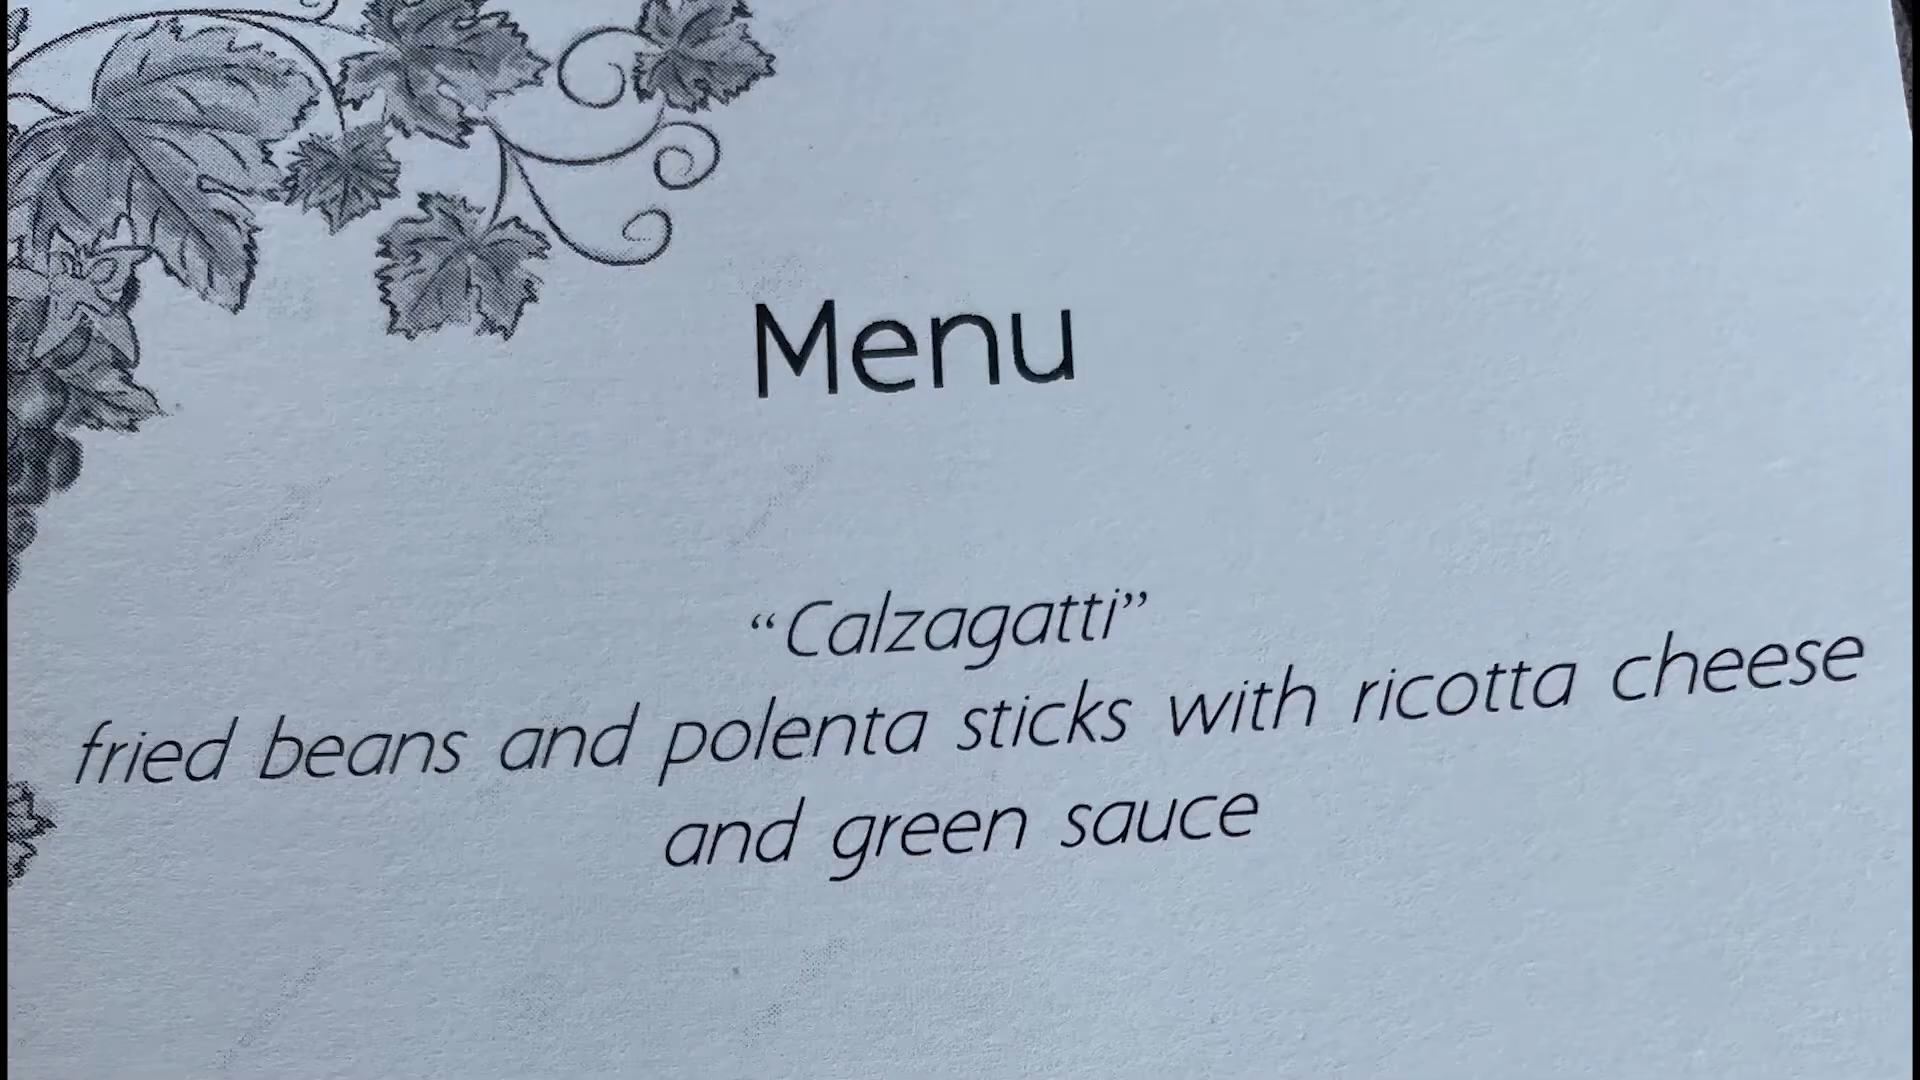 Menu
“Calzagatti”
fried beans and polenta sticks with ricotta cheese
and green sauce